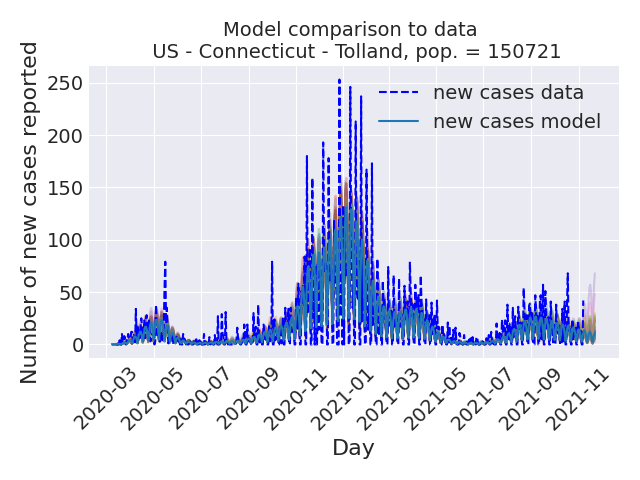 Model comparison to data
US - Connecticut - Tolland, pop. = 150721
Number of new cases reported
250
200
150
100
50
0
new cases data
new cases model
2020-03
2020-05
2020-07
2020-09
2020-11
2021-01
2021-03
2021-05
2021-07
2021-09
2021-11
Day